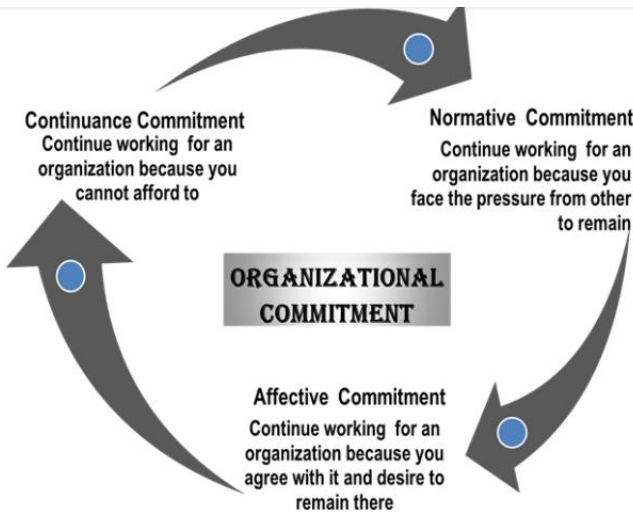 Continuance Commitment
Continue working for an
organization because you
cannot afford to
Normative Commitment
Continue working for an
organization because you
face the pressure from other
to remain
ORGANIZATIONAL
COMMITMENT
Affective Commitment
Continue working for an
organization because you
agree with it and desire to
remain there